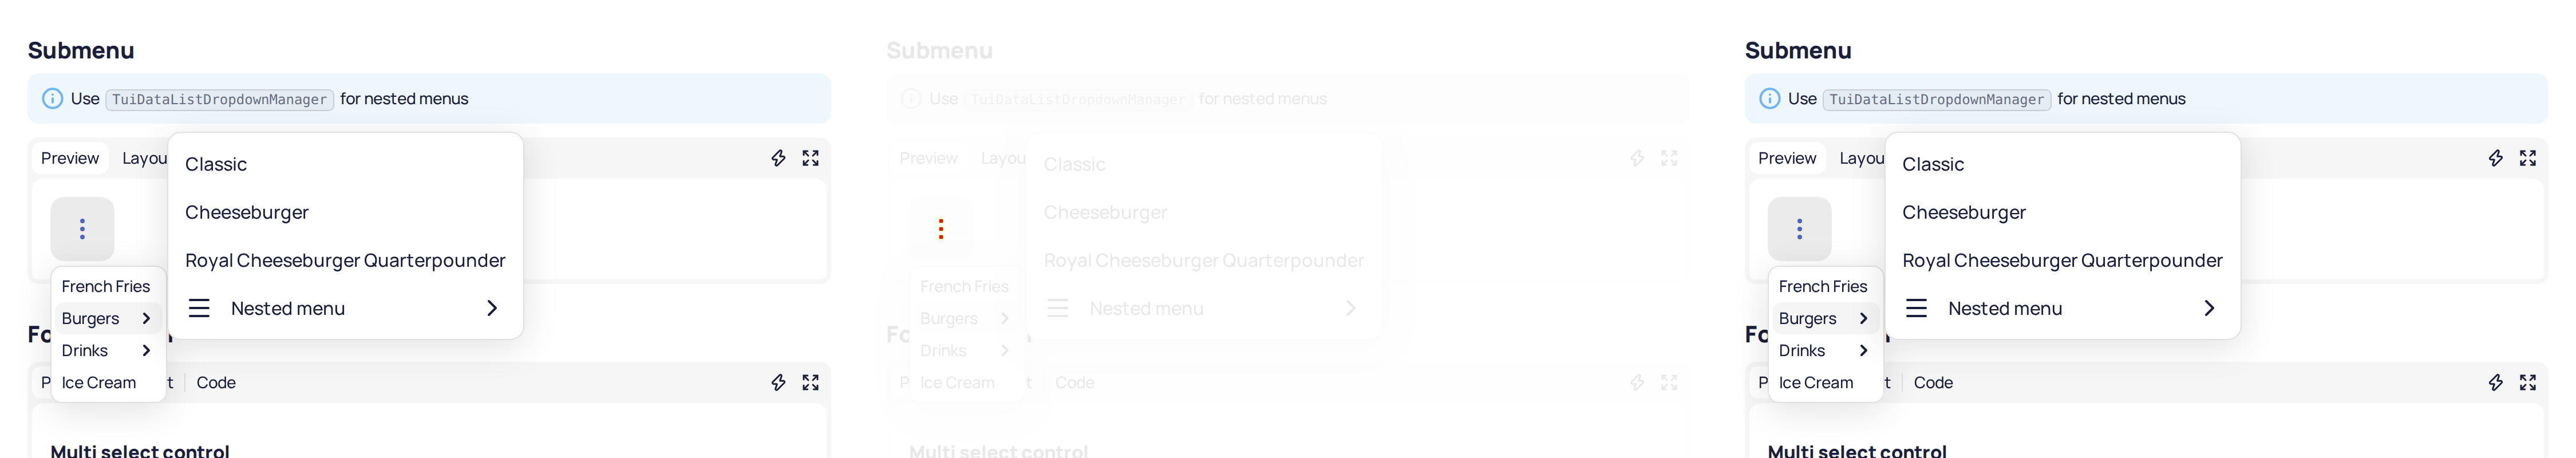 Submenu
Use TuiDataListDropdownManager for nested menus
Preview Layou
Classic
Cheeseburger
Royal Cheeseburger Quarterpounder
Nested menu
French Fries
Burgers
Drinks
Ice Cream
Fo
P t Code
Multi select control
Submenu
Use TuiDataListDropdownManager for nested menus
Preview Layou
Classic
Cheeseburger
Royal Cheeseburger Quarterpounder
Nested menu
French Fries
Burgers
Drinks
Ice Cream
Fo
P t Code
Multi select control
Submenu
Use TuiDataListDropdownManager for nested menus
Preview Layou
Classic
Cheeseburger
Royal Cheeseburger Quarterpounder
Nested menu
French Fries
Burgers
Drinks
Ice Cream
Fo
P t Code
Multi select control